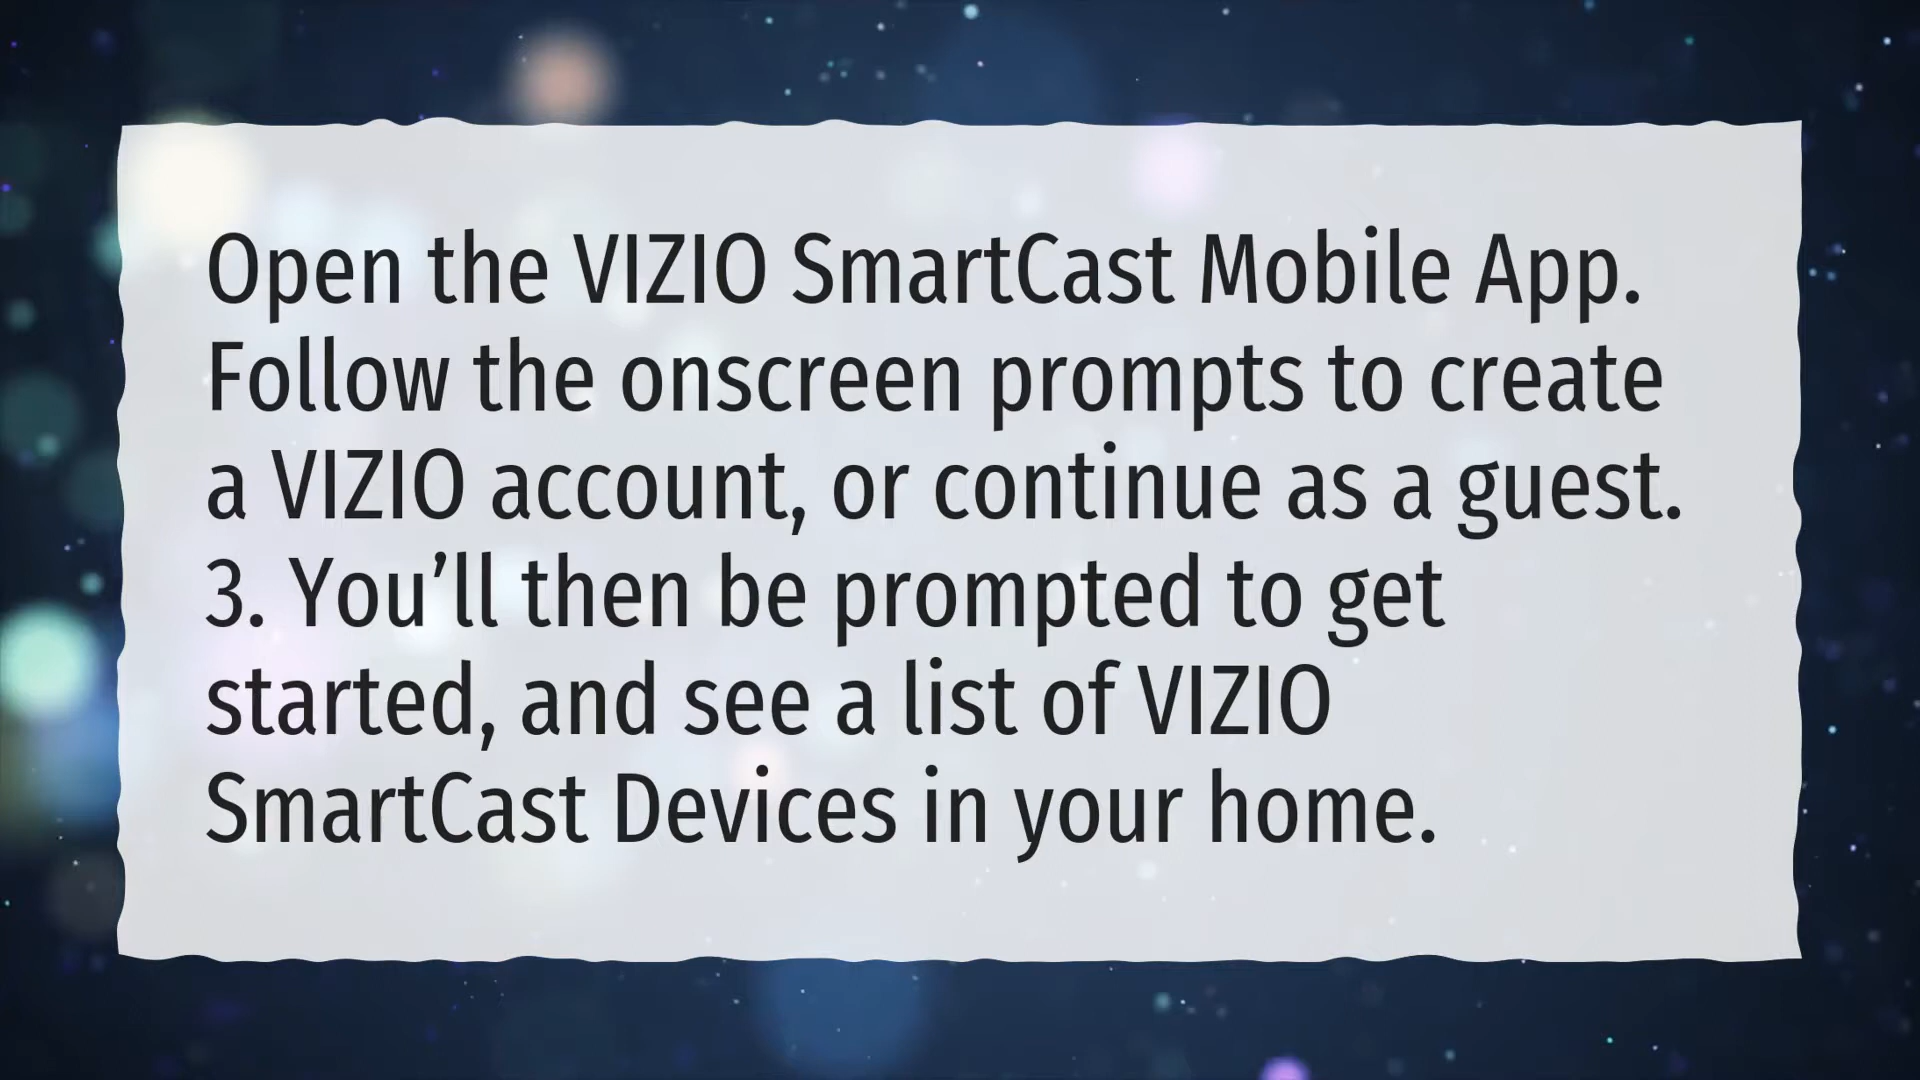 Open the VIZIO SmartCast Mobile App.
Follow the onscreen prompts to create
a VIZIO account, or continue as a guest.
3. You’ll then be prompted to get
started, and see a list of VIZIO
SmartCast Devices in your home.